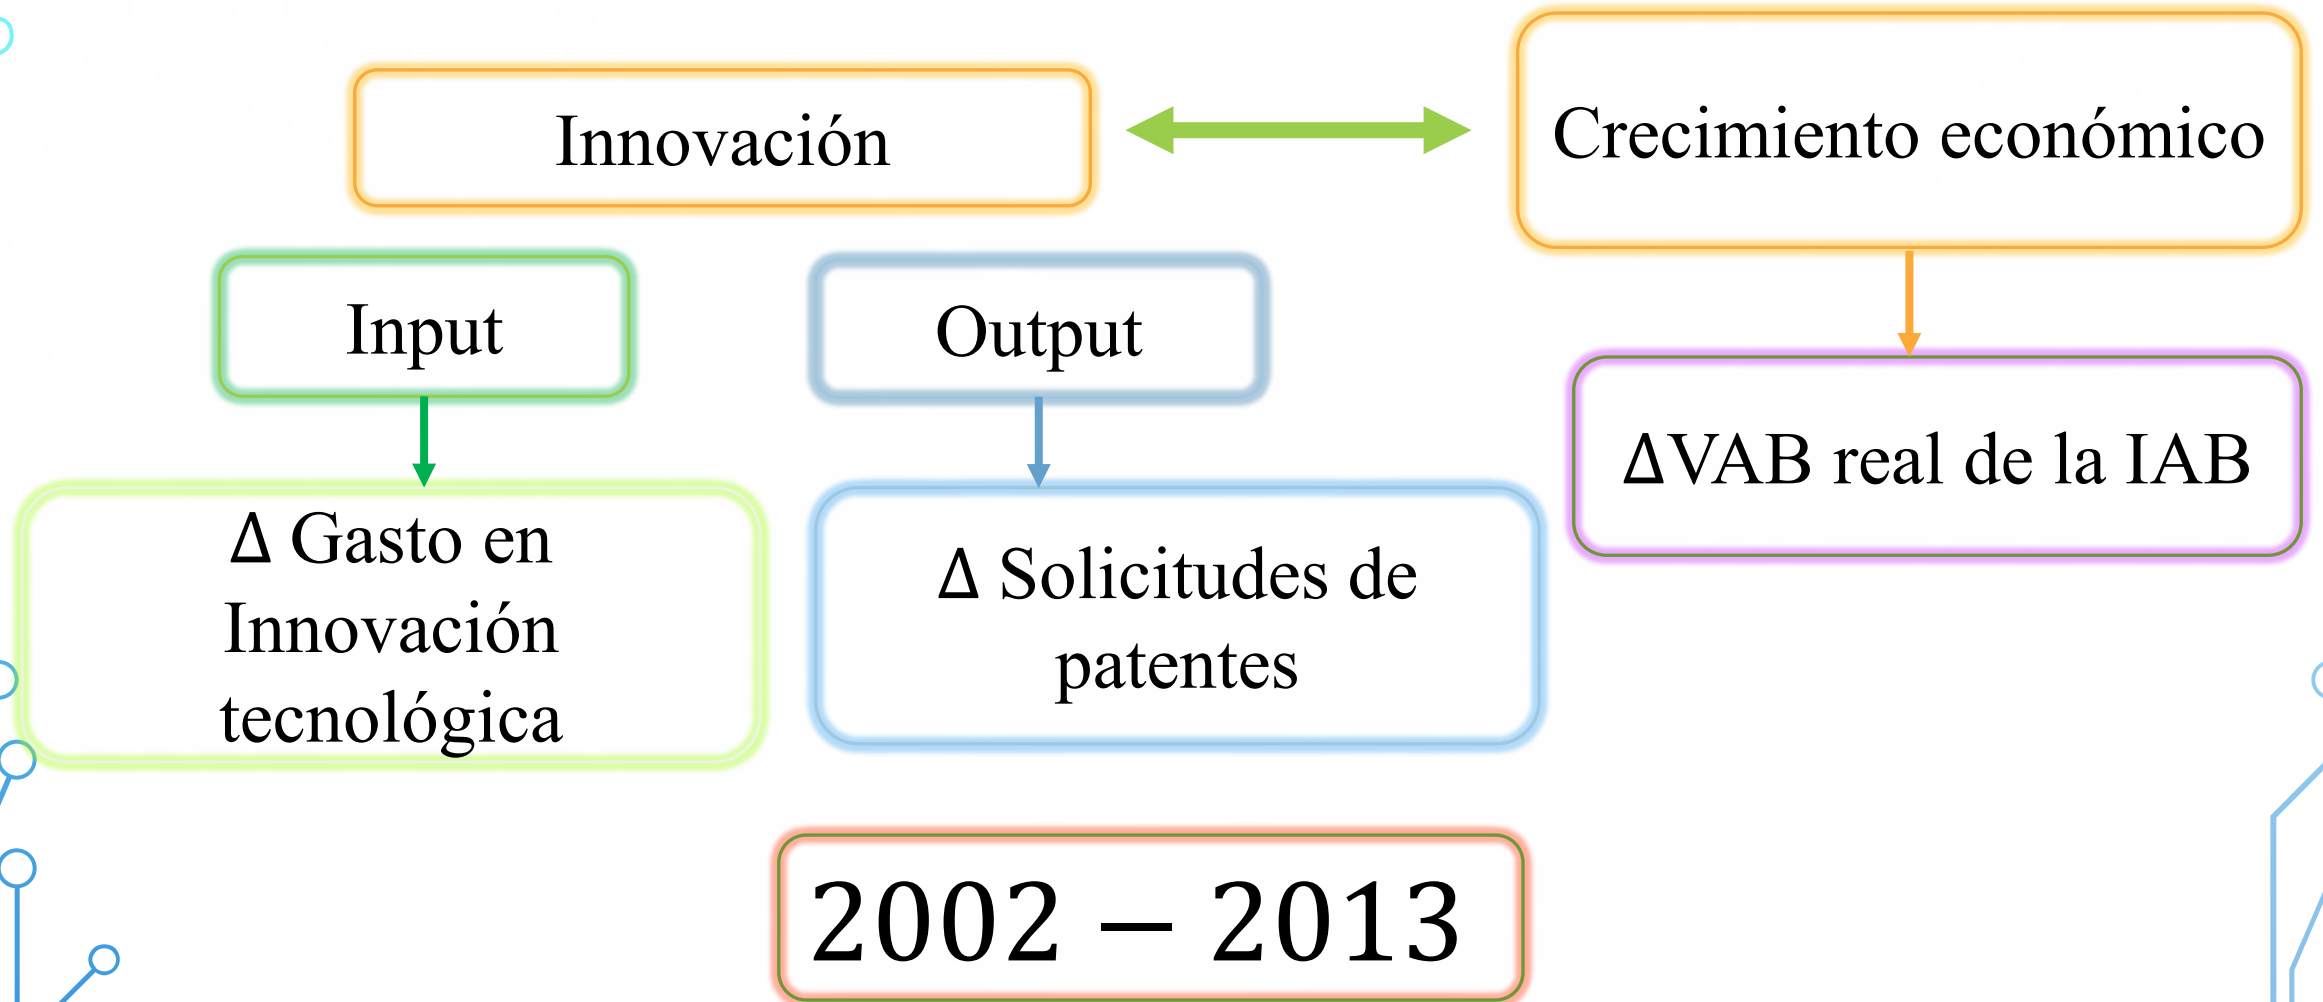 Innovación
Crecimiento económico
Input
Output
Δ Gasto en
Innovación
tecnológica
Δ Solicitudes de
patentes
ΔVAB real de la IAB
2002 – 2013